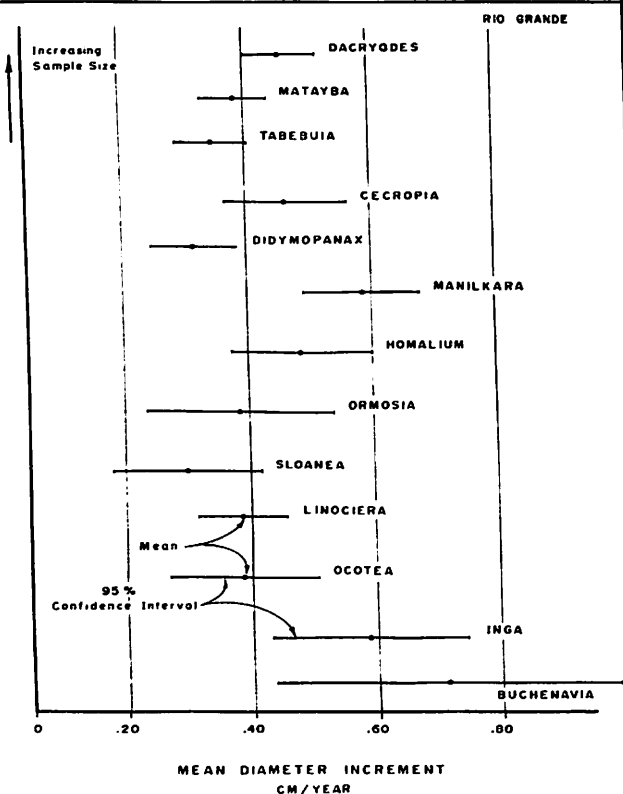 RIO GRANDE
Increasing
Sample Size
DACRYODES
MATAYBA
TABEBUIA
CECROPIA
DIDYMOPANAX
MANILKARA
HOMALIUM
ORMOSIA
SLOANEA
LINOCIERA
Mean
OCOTEA
95%
Confidence Interval
INGA
BUCHENAVIA
0 .20 .40 .60 .80
MEAN DIAMETER INCREMENT
CM/YEAR